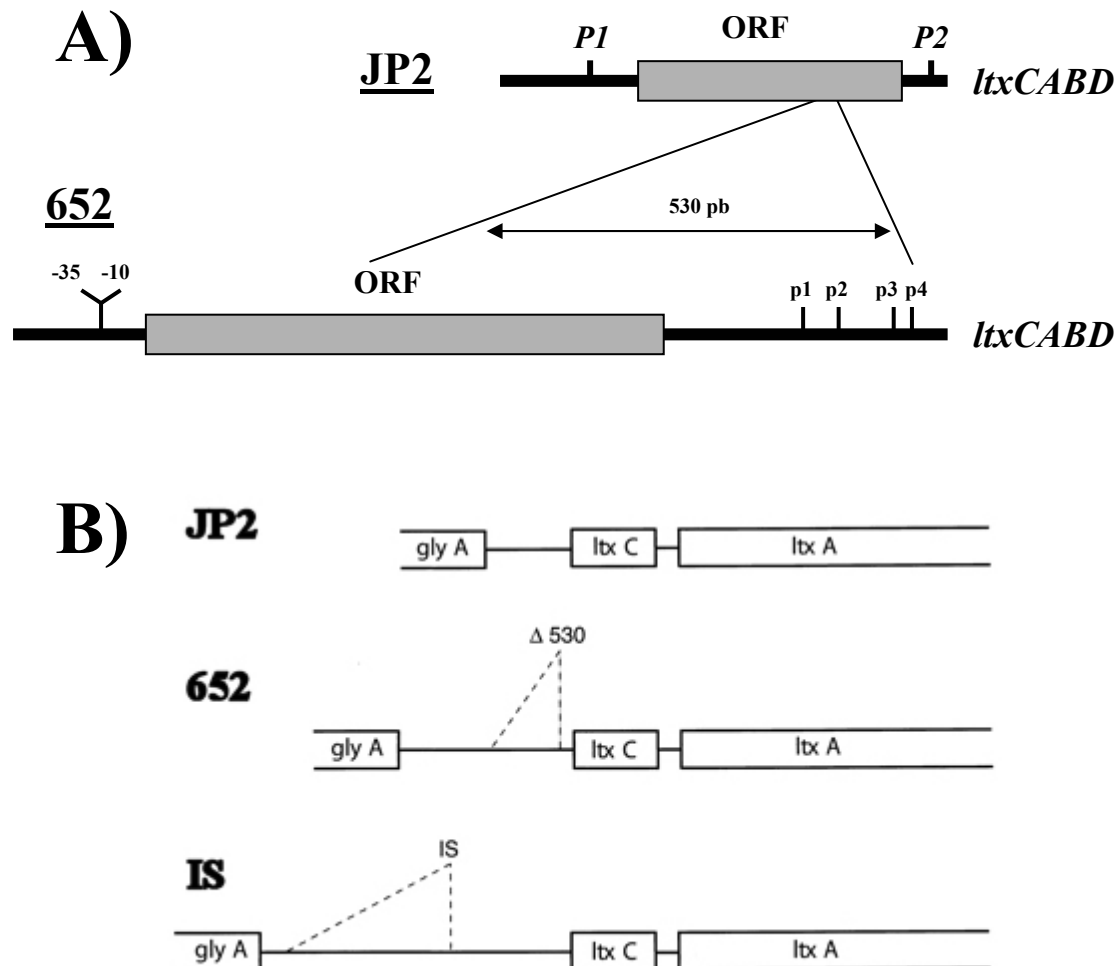 A)
P1 ORF P2
JP2 ltxCABD
652
530 pb
-35 -10 ORF p1 p2 p3 p4
ltxCABD
B)
JP2
gly A ltx C ltx A
Δ 530
652
gly A ltx C ltx A
IS
IS
gly A ltx C ltx A